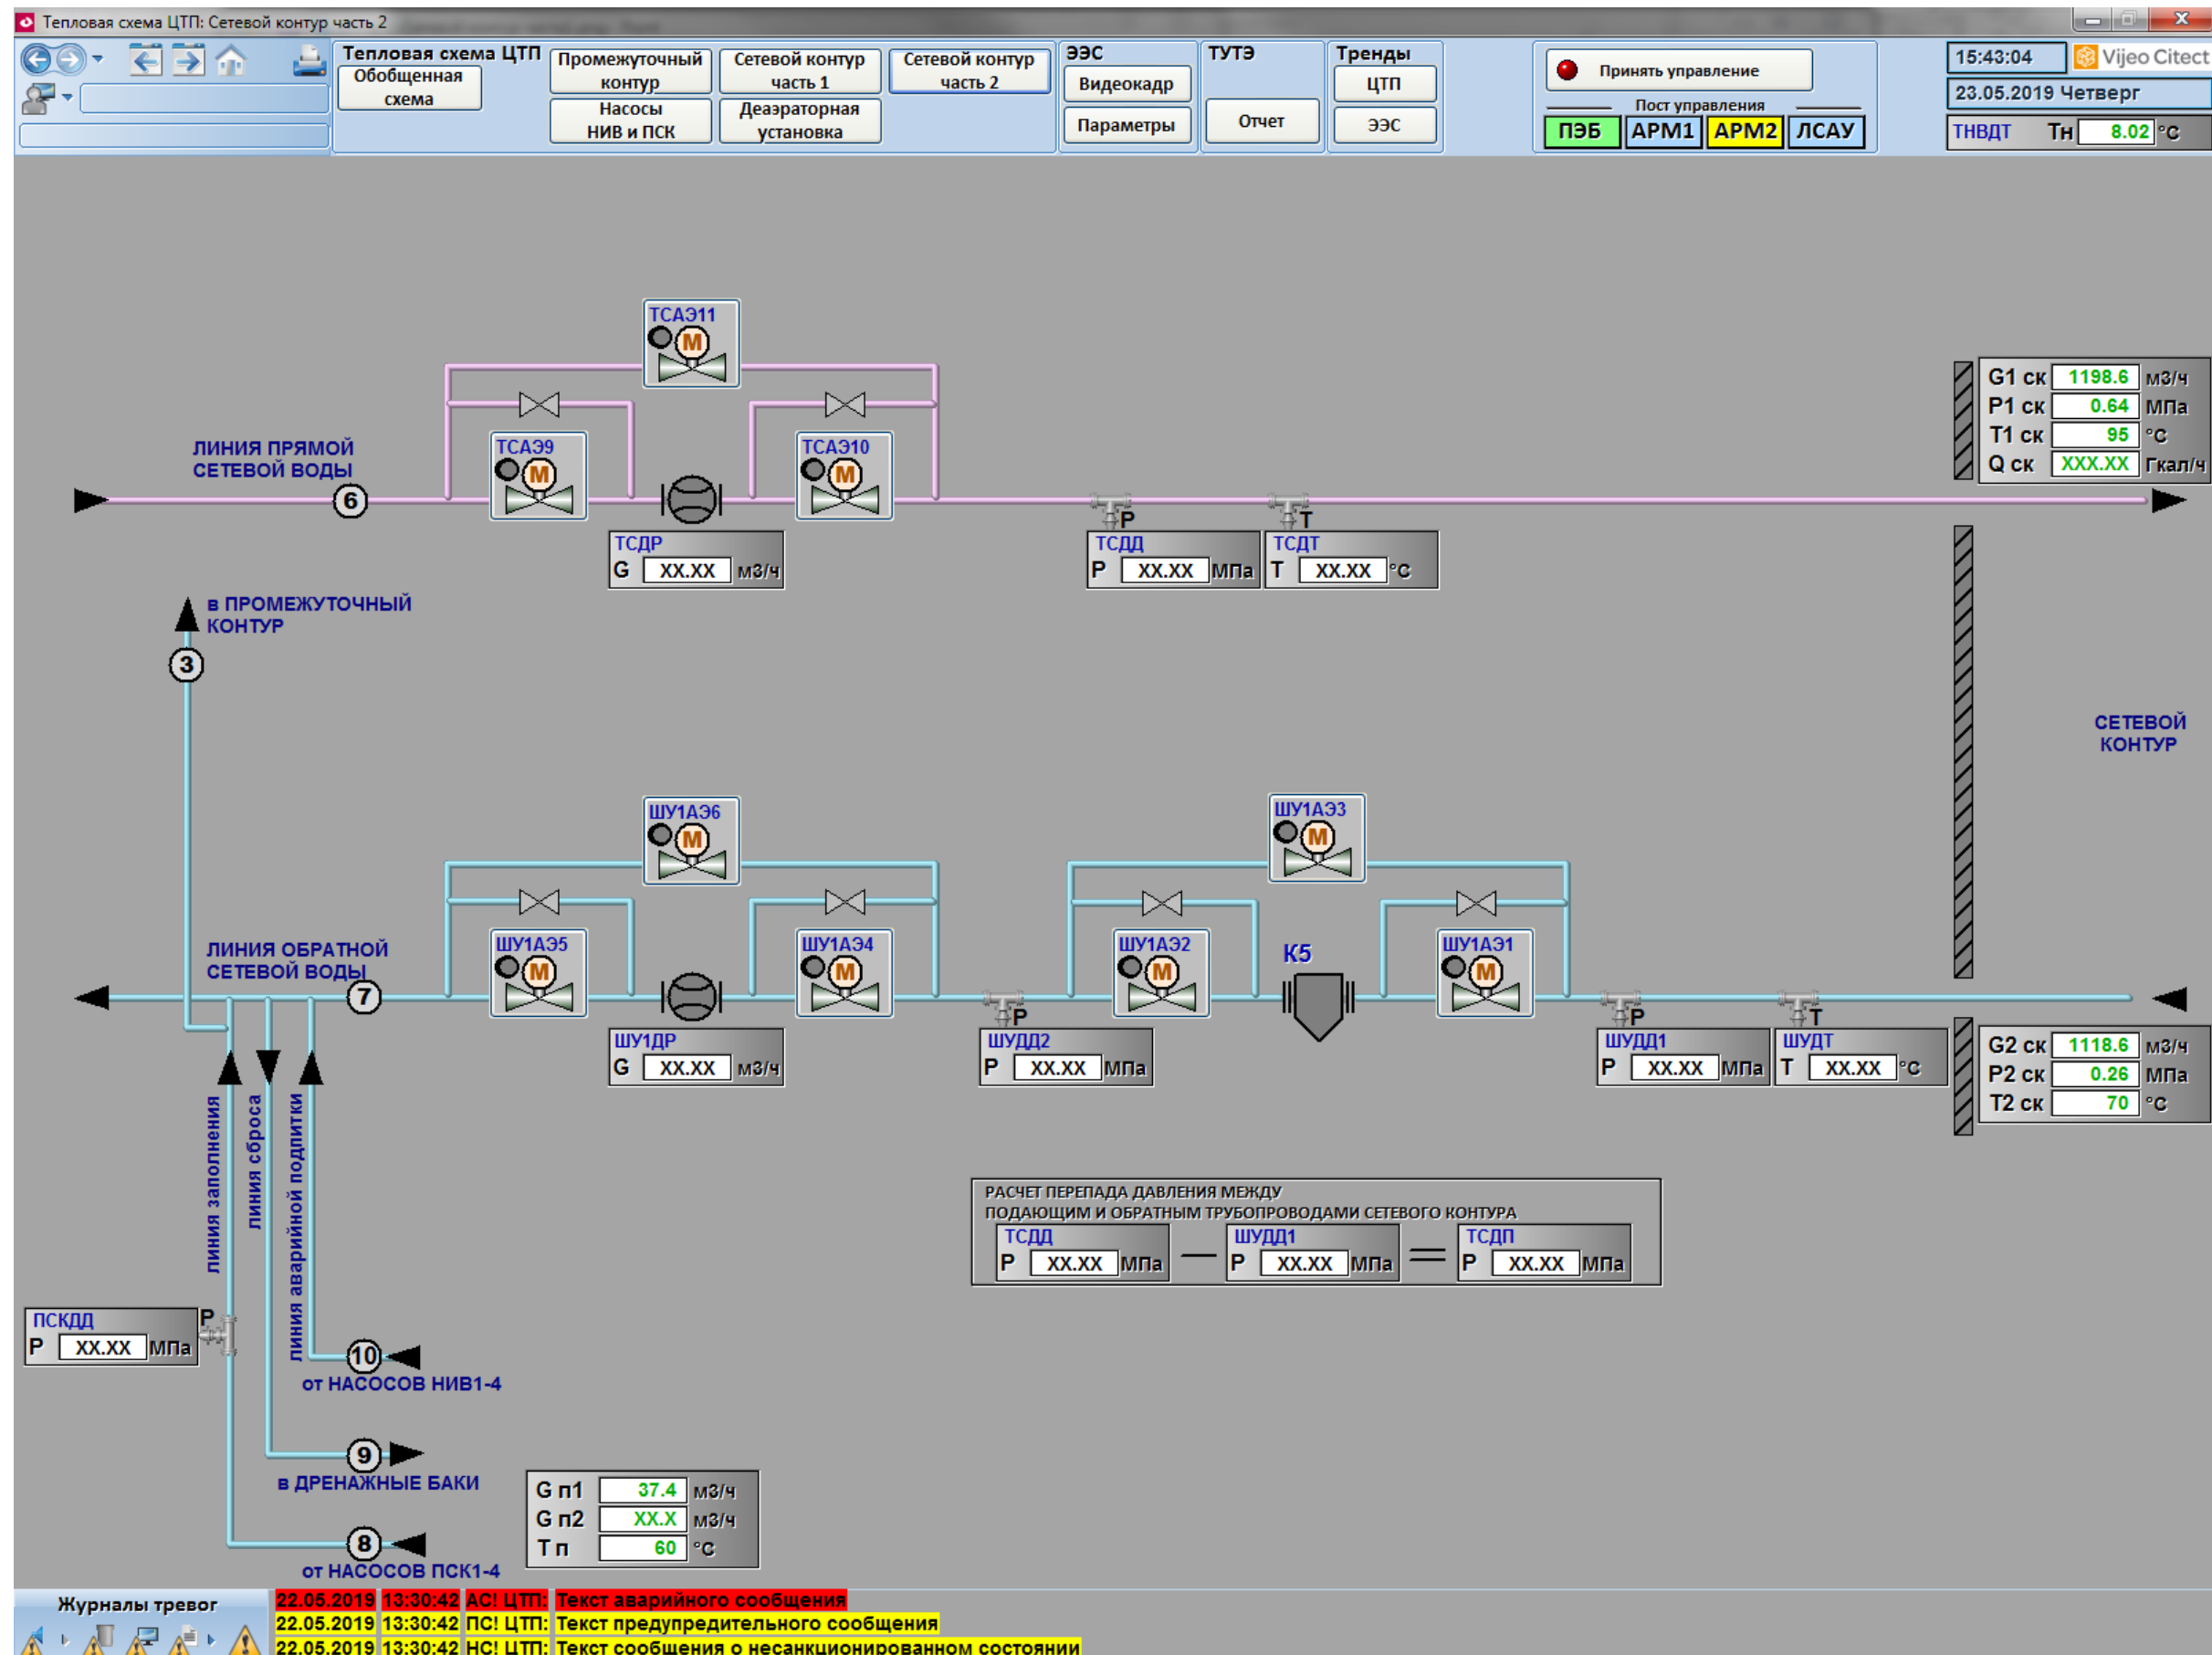 Тепловая схема ЦТП: Сетевой контур часть 2
Тепловая схема ЦТП
Обобщенная
схема
Промежуточный
контур
Насосы
НИВ и ПСК
Сетевой контур
часть 1
Деаэраторная
установка
Сетевой контур
часть 2
ЭЭС
Видеокадр
Параметры
ТУТЭ
Отчет
Тренды
ЦТП
ЭЭС
Принять управление
Пост управления
ПЭБ АРМ1 АРМ2 ЛСАУ
15:43:04
Vijeo Citect
23.05.2019 Четверг
ТНВДТ Тн 8.02 °С
ТСАЭ11
М
ТСАЭ9
М
ТСАЭ10
М
ЛИНИЯ ПРЯМОЙ
СЕТЕВОЙ ВОДЫ
6
ТСДР
G XX.XX м3/ч
P
ТСДД
P XX.XX МПа
T
ТСДТ
T XX.XX °С
G1 ск 1198.6 м3/ч
P1 ск 0.64 МПа
T1 ск 95 °С
Q ск XXX.XX Гкал/ч
в ПРОМЕЖУТОЧНЫЙ
КОНТУР
3
СЕТЕВОЙ
КОНТУР
ШУ1АЭ6
М
ШУ1АЭ3
М
ЛИНИЯ ОБРАТНОЙ
СЕТЕВОЙ ВОДЫ
7
ШУ1АЭ5
М
ШУ1АЭ4
М
ШУ1АЭ2
М
К5
ШУ1АЭ1
М
ШУ1ДР
G XX.XX м3/ч
P
ШУДД2
P XX.XX МПа
P
ШУДД1
P XX.XX МПа
T
ШУДТ
T XX.XX °С
G2 ск 1118.6 м3/ч
P2 ск 0.26 МПа
T2 ск 70 °С
линия заполнения
линия сброса
линия аварийной подпитки
РАСЧЕТ ПЕРЕПАДА ДАВЛЕНИЯ МЕЖДУ
ПОДАЮЩИМ И ОБРАТНЫМ ТРУБОПРОВОДАМИ СЕТЕВОГО КОНТУРА
ТСДД
P XX.XX МПа
—
ШУДД1
P XX.XX МПа
=
ТСДП
P XX.XX МПа
ПСКДД
P XX.XX МПа
P
10
от НАСОСОВ НИВ1-4
9
в ДРЕНАЖНЫЕ БАКИ
8
от НАСОСОВ ПСК1-4
G п1 37.4 м3/ч
G п2 XX.X м3/ч
T п 60 °С
Журналы тревог
22.05.2019 13:30:42 АС! ЦТП: Текст аварийного сообщения
22.05.2019 13:30:42 ПС! ЦТП: Текст предупредительного сообщения
22.05.2019 13:30:42 НС! ЦТП: Текст сообщения о несанкционированном состоянии